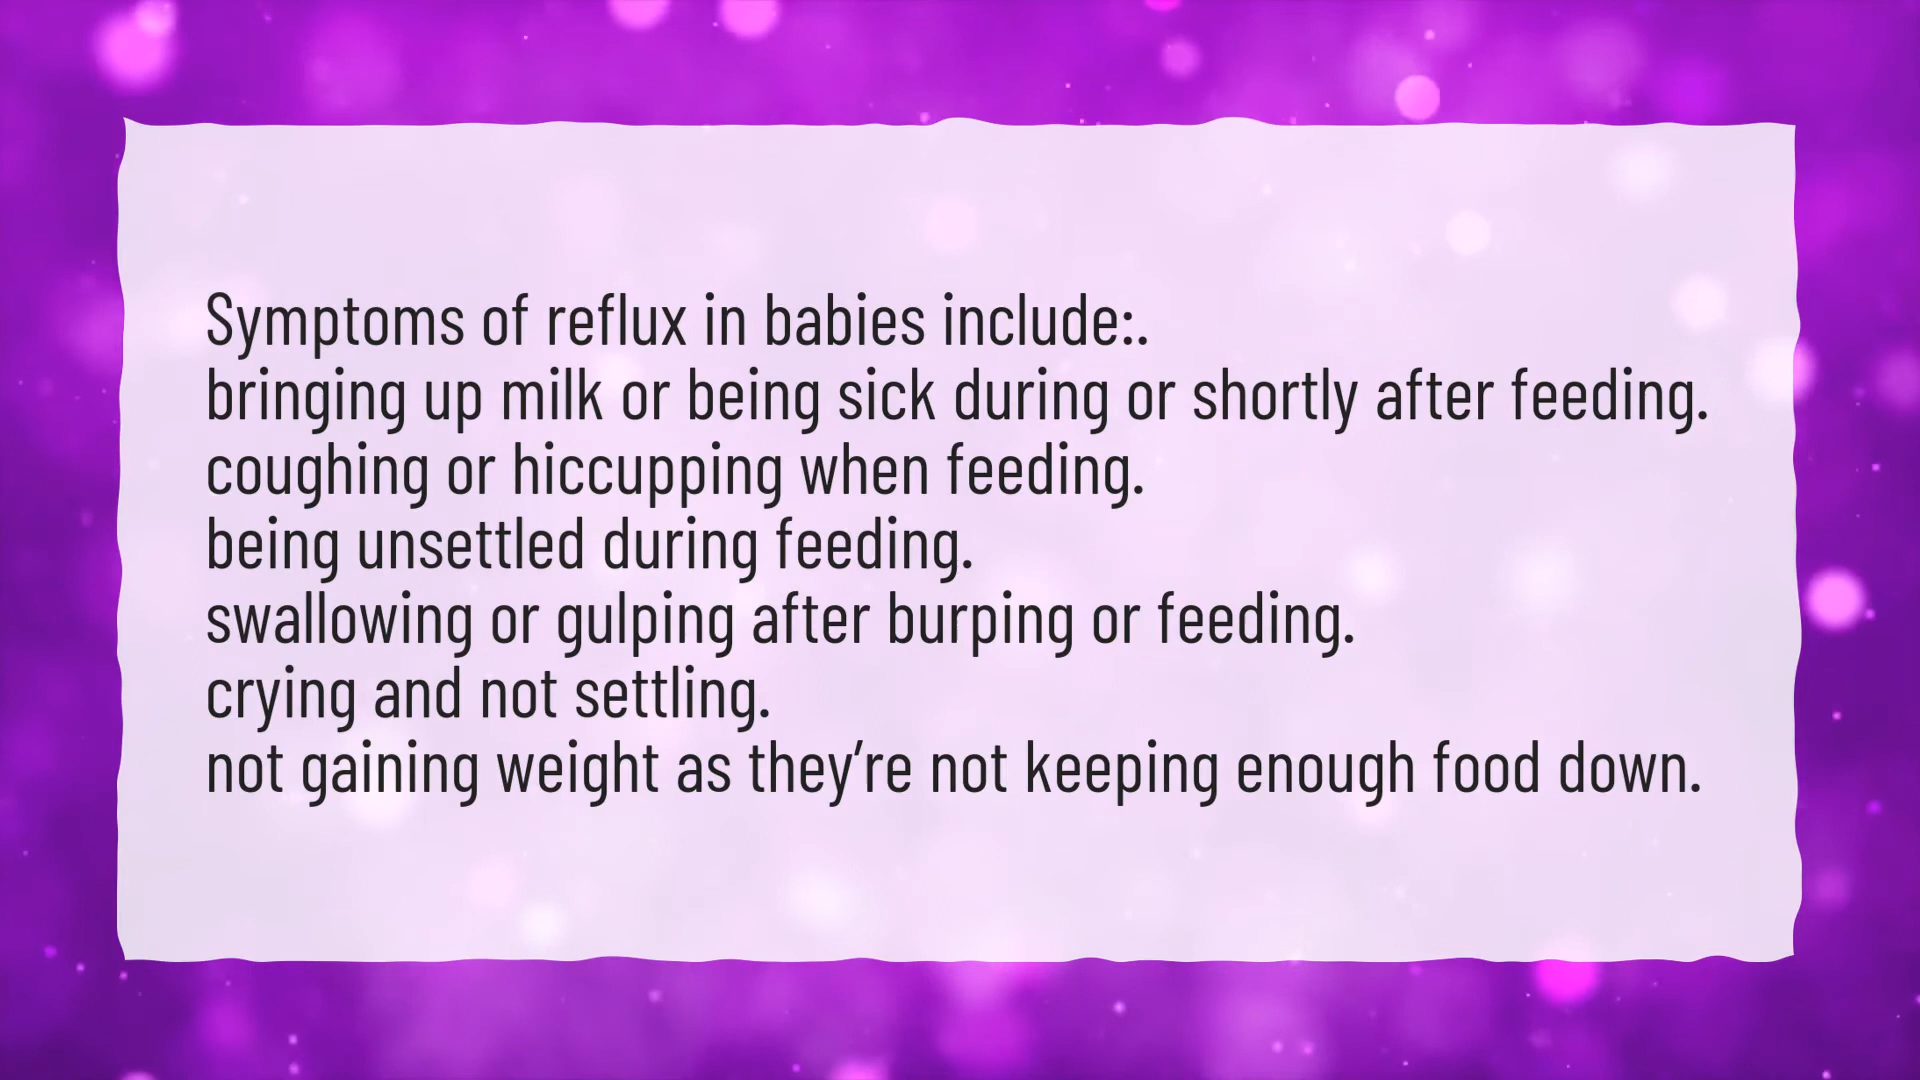 Symptoms of reflux in babies include:.
bringing up milk or being sick during or shortly after feeding.
coughing or hiccupping when feeding.
being unsettled during feeding.
swallowing or gulping after burping or feeding.
crying and not settling.
not gaining weight as they’re not keeping enough food down.